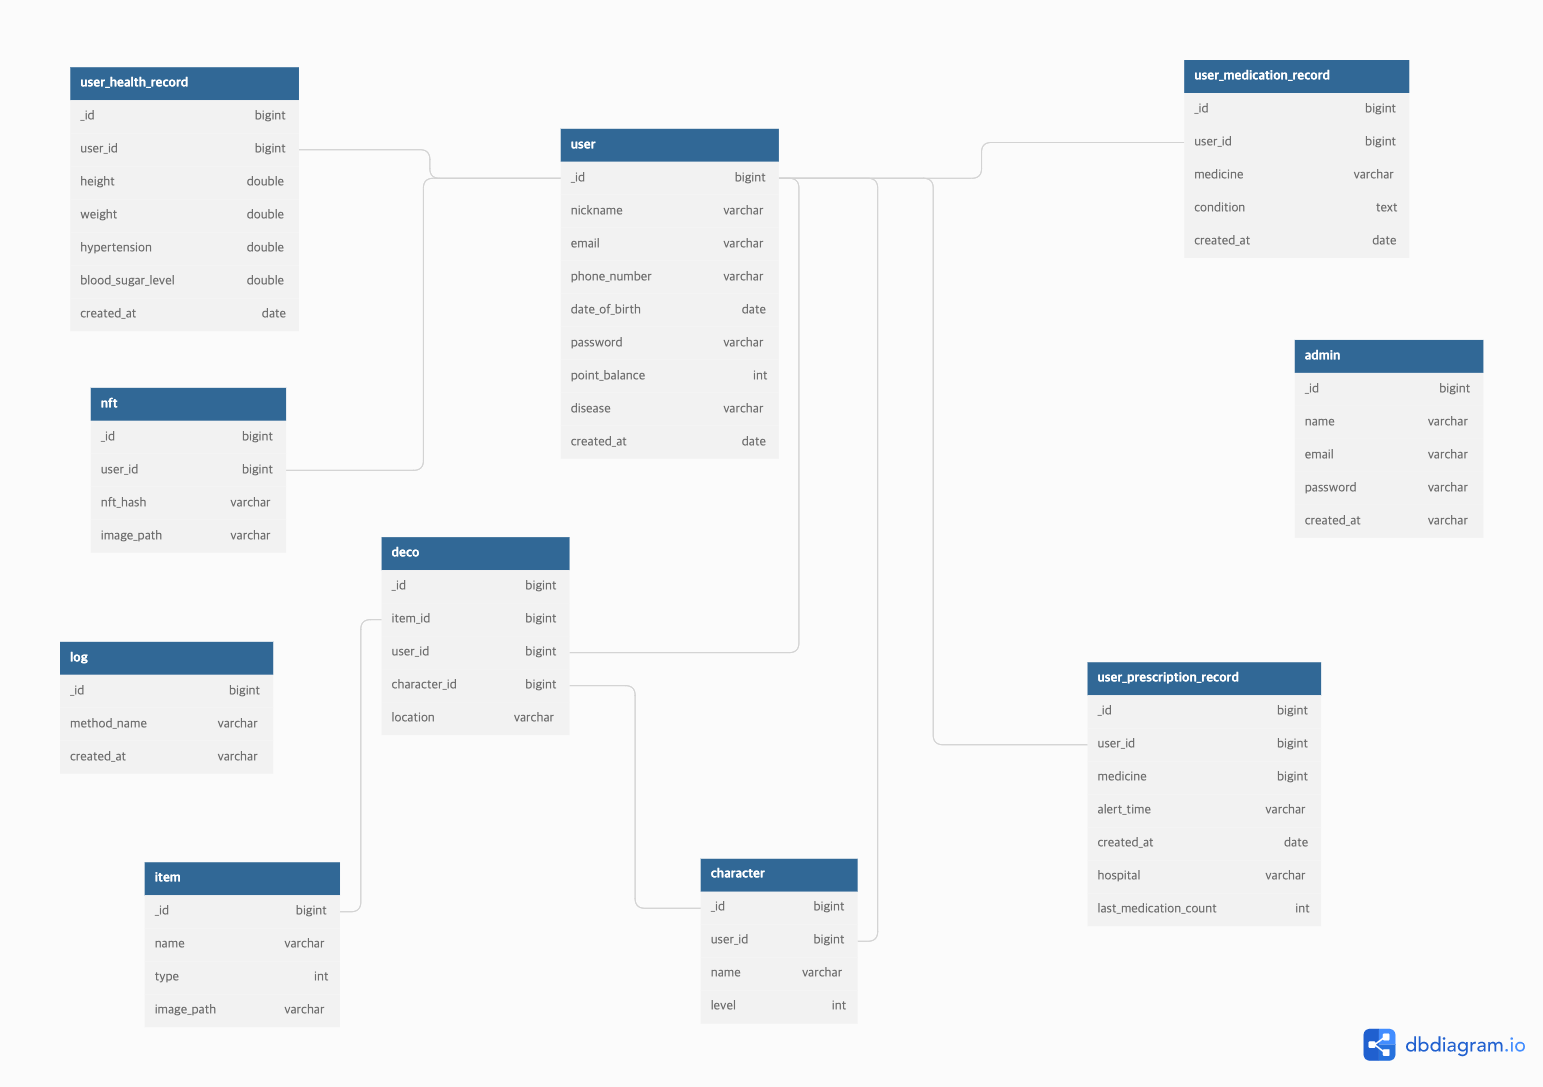 user_health_record
_id bigint
user_id bigint
height double
weight double
hypertension double
blood_sugar_level double
created_at date
user
_id bigint
nickname varchar
email varchar
phone_number varchar
date_of_birth date
password varchar
point_balance int
disease varchar
created_at date
user_medication_record
_id bigint
user_id bigint
medicine varchar
condition text
created_at date
admin
_id bigint
name varchar
email varchar
password varchar
created_at varchar
nft
_id bigint
user_id bigint
nft_hash varchar
image_path varchar
deco
_id bigint
item_id bigint
user_id bigint
character_id bigint
location varchar
log
_id bigint
method_name varchar
created_at varchar
user_prescription_record
_id bigint
user_id bigint
medicine bigint
alert_time varchar
created_at date
hospital varchar
last_medication_count int
item
_id bigint
name varchar
type int
image_path varchar
character
_id bigint
user_id bigint
name varchar
level int
dbdiagram.io